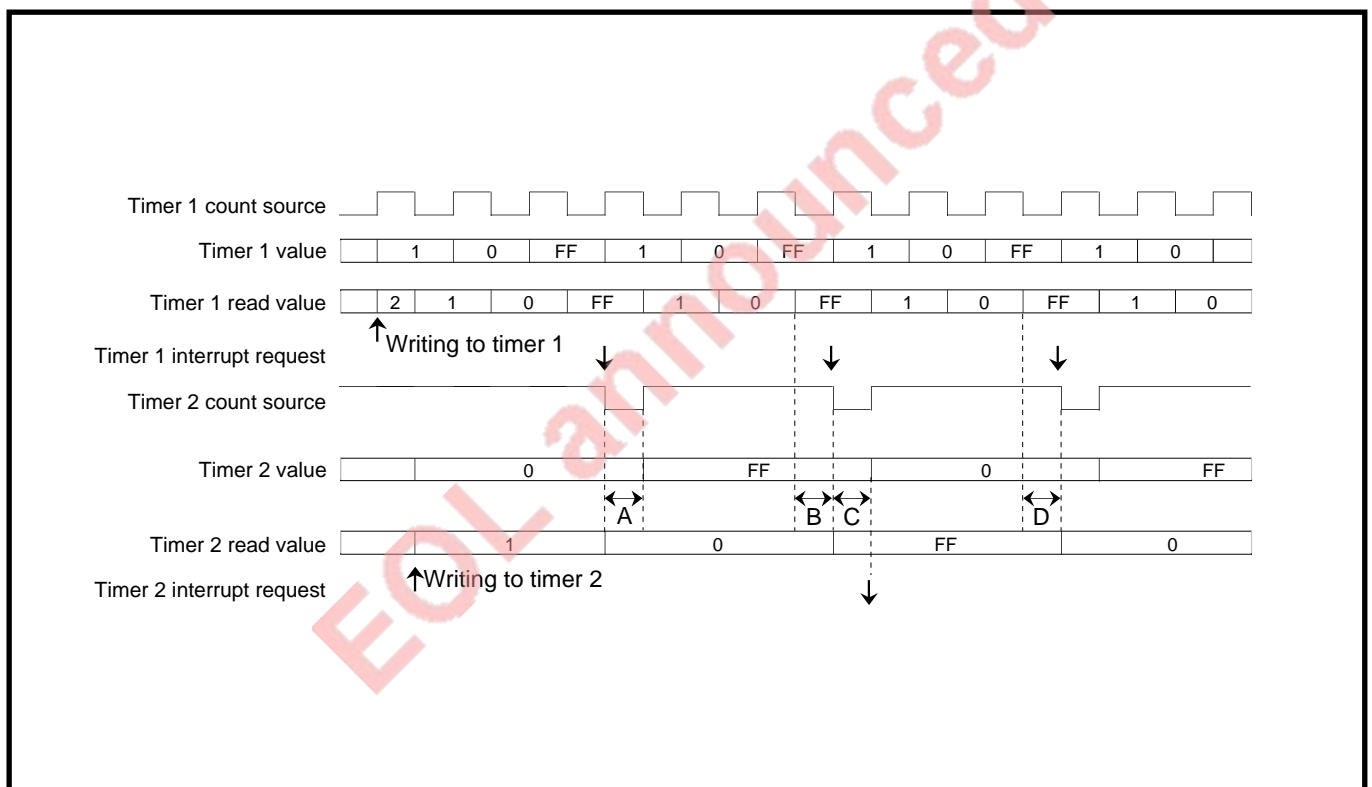 EOL announced
Timer 1 count source
Timer 1 value 1 0 FF 1 0 FF 1 0 FF 1 0
Timer 1 read value 2 1 0 FF 1 0 FF 1 0 FF 1 0
Writing to timer 1
Timer 1 interrupt request
Timer 2 count source
Timer 2 value 0 FF 0 FF
A B C D
Timer 2 read value 1 0 FF 0
Writing to timer 2
Timer 2 interrupt request